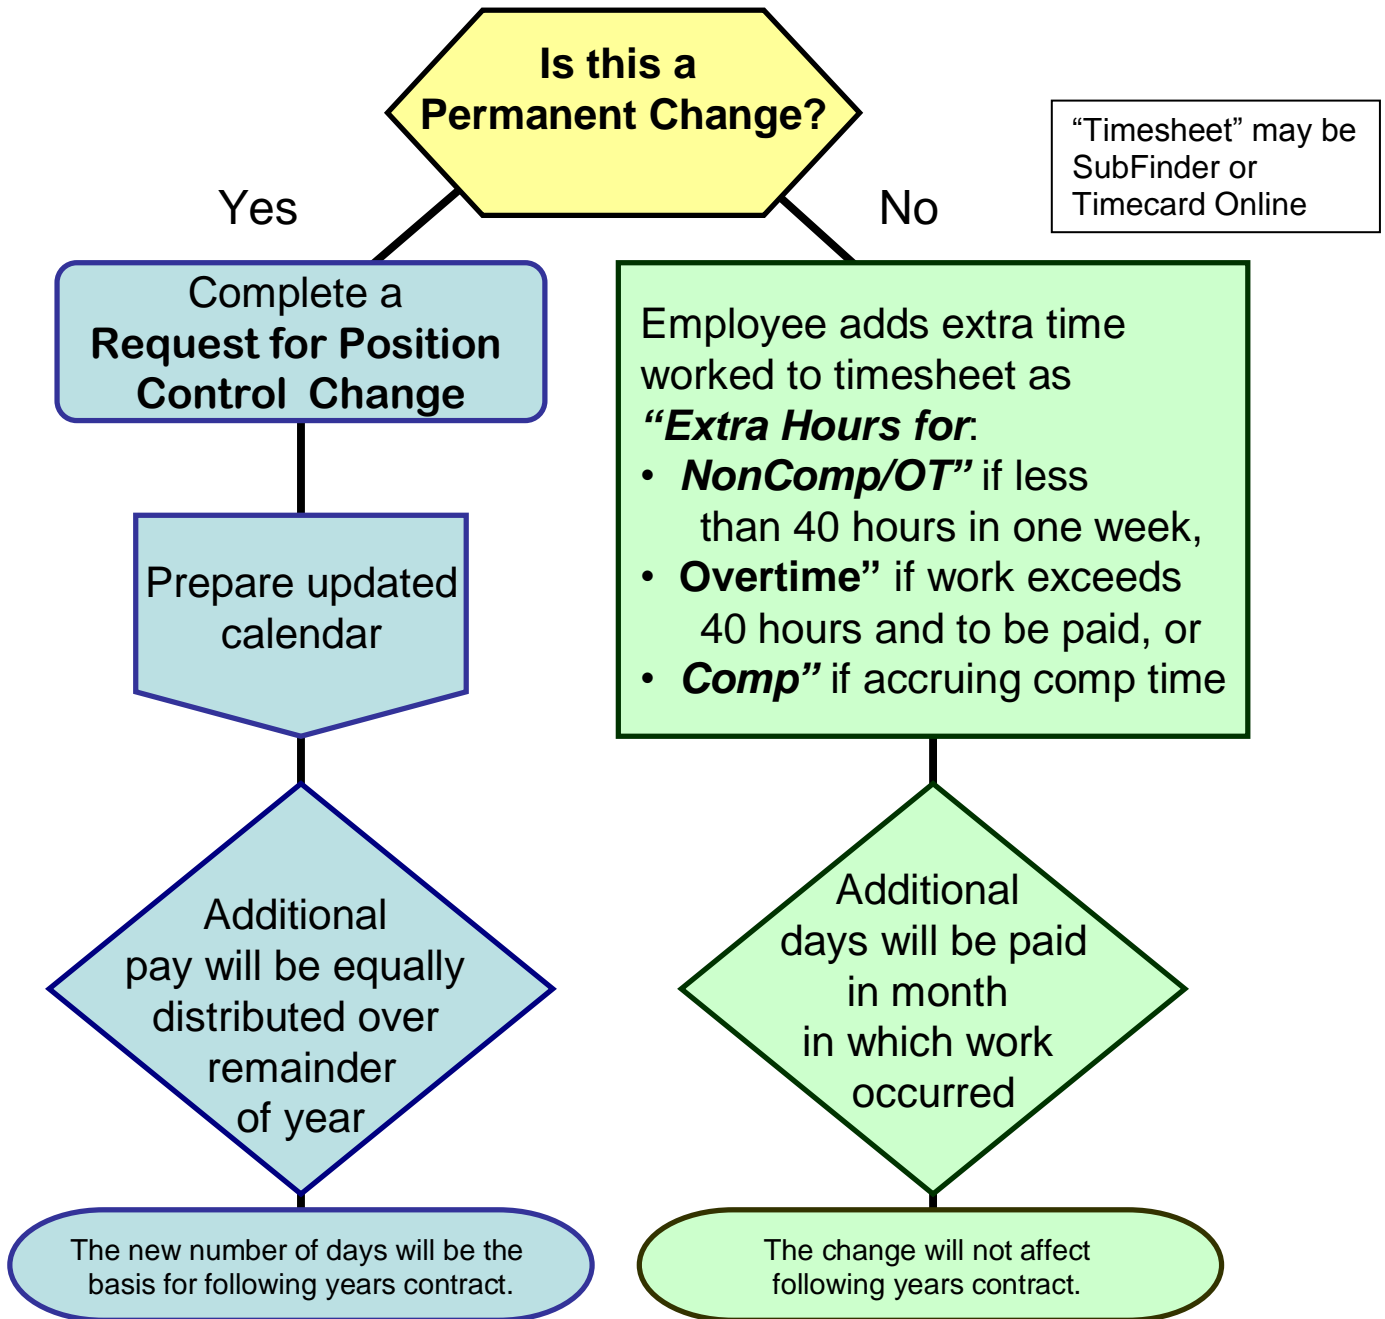 Is this a
Permanent Change?
“Timesheet” may be
SubFinder or
Timecard Online
Yes
No
Complete a
Request for Position
Control Change
Prepare updated
calendar
Additional
pay will be equally
distributed over
remainder
of year
The new number of days will be the
basis for following years contract.
Employee adds extra time
worked to timesheet as
“Extra Hours for:
• NonComp/OT” if less
than 40 hours in one week,
• Overtime” if work exceeds
40 hours and to be paid, or
• Comp” if accruing comp time
Additional
days will be paid
in month
in which work
occurred
The change will not affect
following years contract.